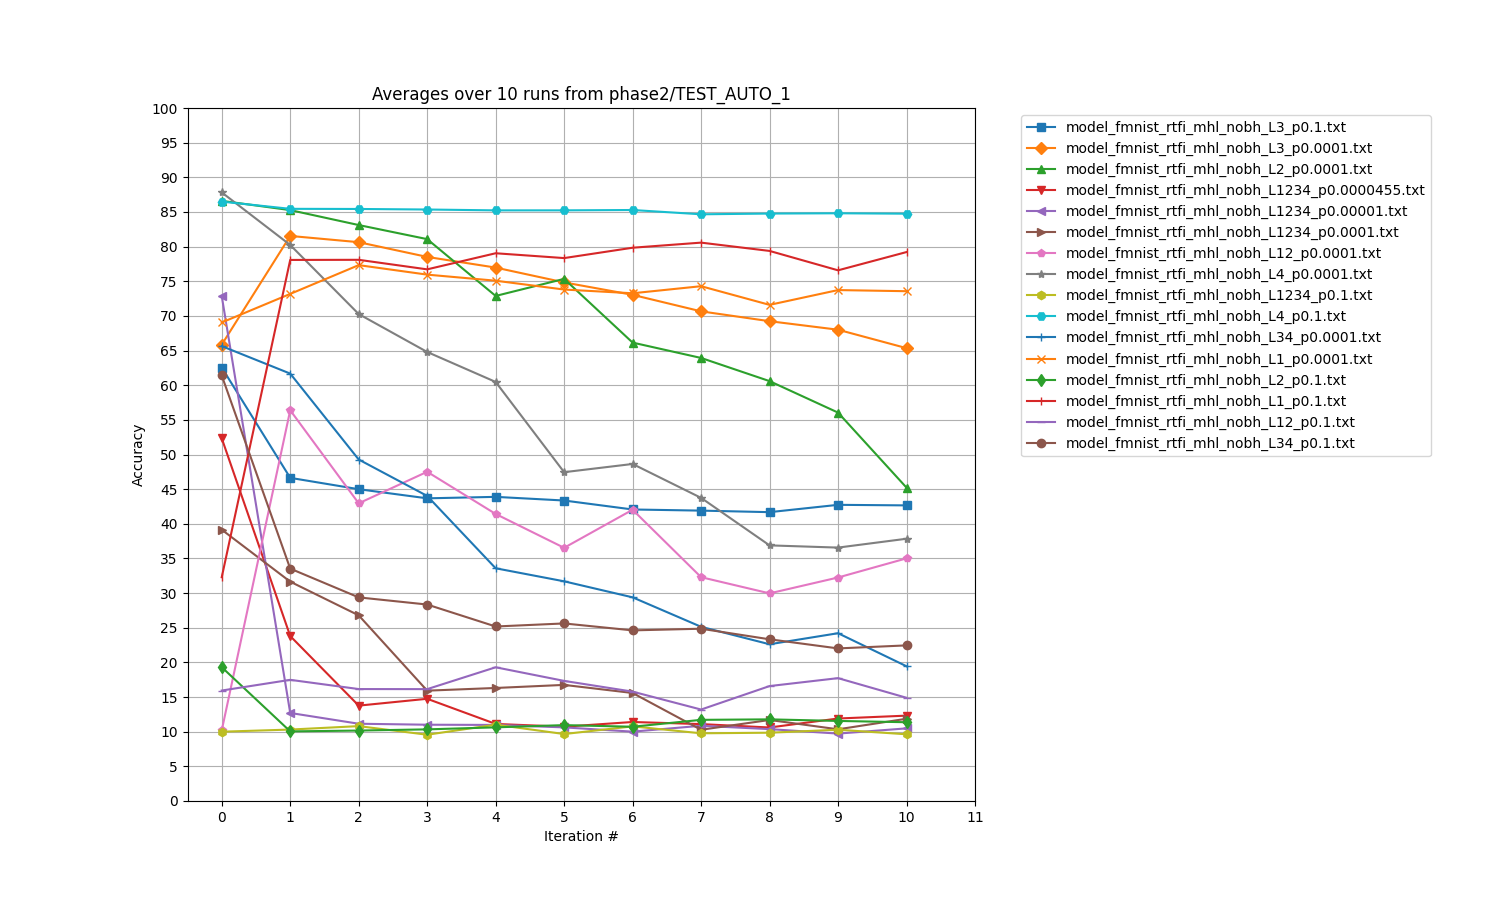 Averages over 10 runs from phase2/TEST_AUTO_1
100
95
90
85
80
75
70
65
60
55
50
45
40
35
30
25
20
15
10
5
0
Accuracy
0 1 2 3 4 5 6 7 8 9 10 11
Iteration #
model_fmnist_rtfi_mhl_nobh_L3_p0.1.txt
model_fmnist_rtfi_mhl_nobh_L3_p0.0001.txt
model_fmnist_rtfi_mhl_nobh_L2_p0.0001.txt
model_fmnist_rtfi_mhl_nobh_L1234_p0.0000455.txt
model_fmnist_rtfi_mhl_nobh_L1234_p0.00001.txt
model_fmnist_rtfi_mhl_nobh_L1234_p0.0001.txt
model_fmnist_rtfi_mhl_nobh_L12_p0.0001.txt
model_fmnist_rtfi_mhl_nobh_L4_p0.0001.txt
model_fmnist_rtfi_mhl_nobh_L1234_p0.1.txt
model_fmnist_rtfi_mhl_nobh_L4_p0.1.txt
model_fmnist_rtfi_mhl_nobh_L34_p0.0001.txt
model_fmnist_rtfi_mhl_nobh_L1_p0.0001.txt
model_fmnist_rtfi_mhl_nobh_L2_p0.1.txt
model_fmnist_rtfi_mhl_nobh_L1_p0.1.txt
model_fmnist_rtfi_mhl_nobh_L12_p0.1.txt
model_fmnist_rtfi_mhl_nobh_L34_p0.1.txt